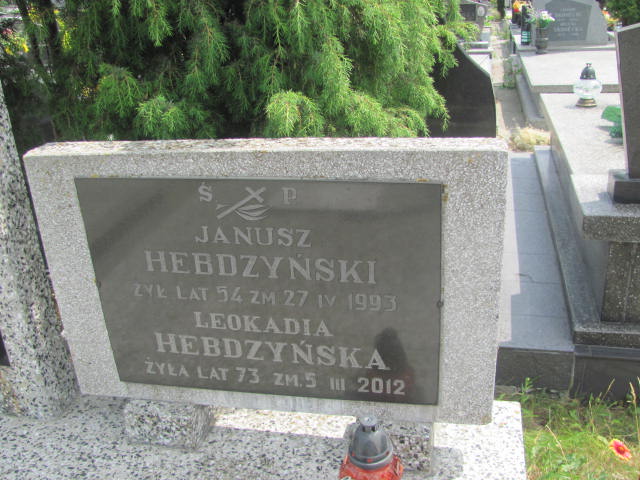 Ś P
JANUSZ
HEBDZYŃSKI
ŻYŁ LAT 54 ZM 27 IV 1993
LEOKADIA
HEBDZYŃSKA
ŻYŁA LAT 73 ZM. 5 III 2012